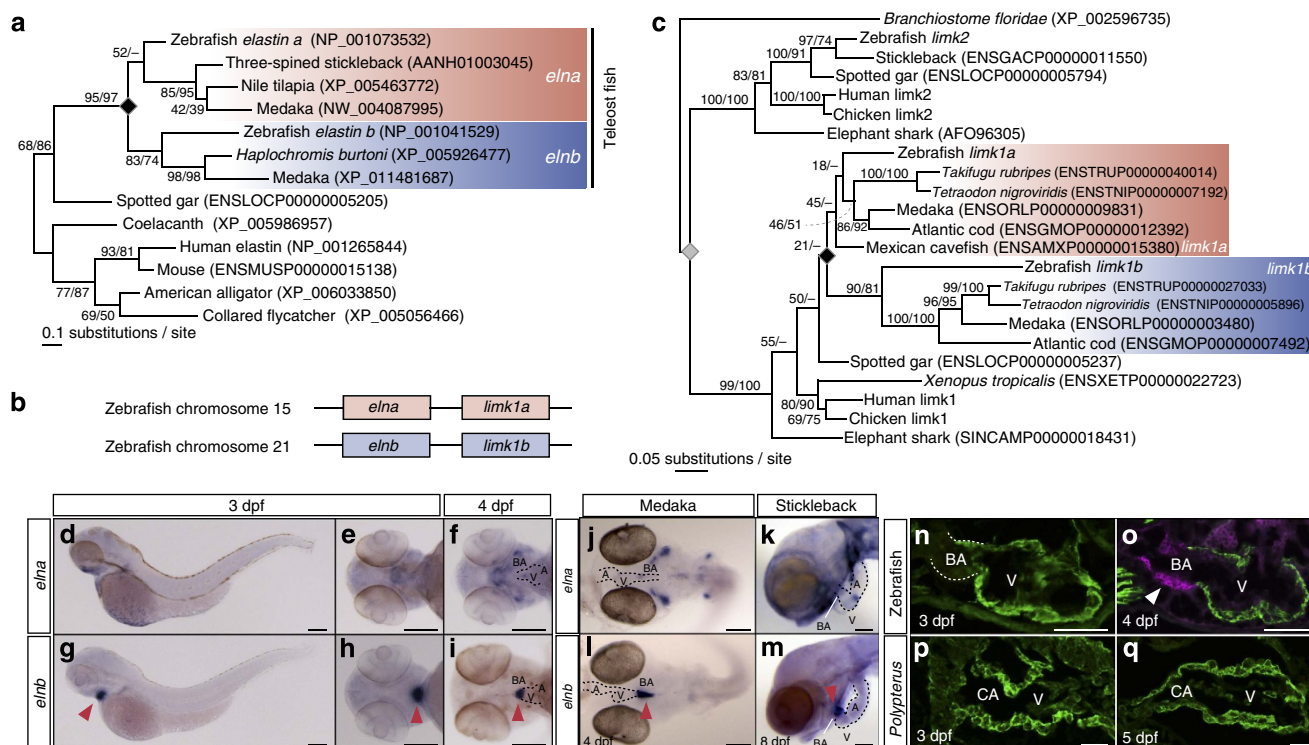 a
52/–
Zebrafish elastin a (NP_001073532)
Three-spined stickleback (AANH01003045)
elna
85/95
Nile tilapia (XP_005463772)
95/97
42/39
Medaka (NW_004087995)
Zebrafish elastin b (NP_001041529)
83/74
Haplochromis burtoni (XP_005926477)
elnb
98/98
Medaka (XP_011481687)
Teleost fish
68/86
Spotted gar (ENSLOCP00000005205)
Coelacanth (XP_005986957)
93/81
Human elastin (NP_001265844)
Mouse (ENSMUSP00000015138)
77/87
American alligator (XP_006033850)
69/50
Collared flycatcher (XP_005056466)
0.1 substitutions / site
b
Zebrafish chromosome 15
elna
limk1a
Zebrafish chromosome 21
elnb
limk1b
c
Branchiostome floridae (XP_002596735)
97/74
Zebrafish limk2
100/91
Stickleback (ENSGACP00000011550)
83/81
Spotted gar (ENSLOCP00000005794)
100/100
100/100
Human limk2
Chicken limk2
Elephant shark (AFO96305)
18/–
Zebrafish limk1a
100/100
Takifugu rubripes (ENSTRUP00000040014)
Tetraodon nigroviridis (ENSTNIP00000007192)
45/–
Medaka (ENSORLP00000009831)
46/51
86/92
Atlantic cod (ENSGMOP00000012392)
21/–
Mexican cavefish (ENSAMXP00000015380)
limk1a
Zebrafish limk1b
limk1b
90/81
99/100
Takifugu rubripes (ENSTRUP00000027033)
96/95
Tetraodon nigroviridis (ENSTNIP00000005896)
50/–
100/100
Medaka (ENSORLP00000003480)
Atlantic cod (ENSGMOP00000007492)
55/–
Spotted gar (ENSLOCP00000005237)
99/100
Xenopus tropicalis (ENSXETP00000022723)
80/90
Human limk1
69/75
Chicken limk1
Elephant shark (SINCAMP00000018431)
0.05 substitutions / site
3 dpf
4 dpf
Medaka
Stickleback
elna
d
e
f
BA
V
A
elna
j
A
V
BA
k
A
BA
V
elnb
g
h
i
BA
V
A
elnb
l
BA
A
V
4 dpf
m
A
V
BA
8 dpf
Zebrafish
n
BA
V
3 dpf
o
BA
V
4 dpf
Polypterus
p
CA
V
3 dpf
q
CA
V
5 dpf